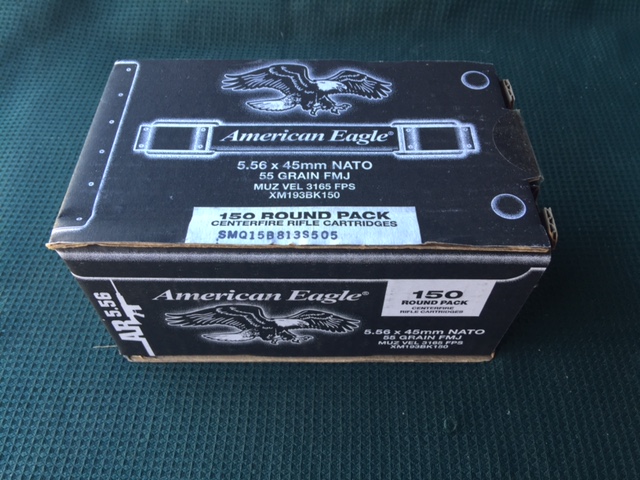 American Eagle®
5.56 x 45mm NATO
55 GRAIN FMJ
MUZ VEL 3165 FPS
XM193BK150
150 ROUND PACK
CENTERFIRE RIFLE CARTRIDGES
SMQ15B813S505
AR 5.56
American Eagle®
150
ROUND PACK
CENTERFIRE
RIFLE CARTRIDGES
5.56 x 45mm NATO
55 GRAIN FMJ
MUZ VEL 3165 FPS
XM193BK150